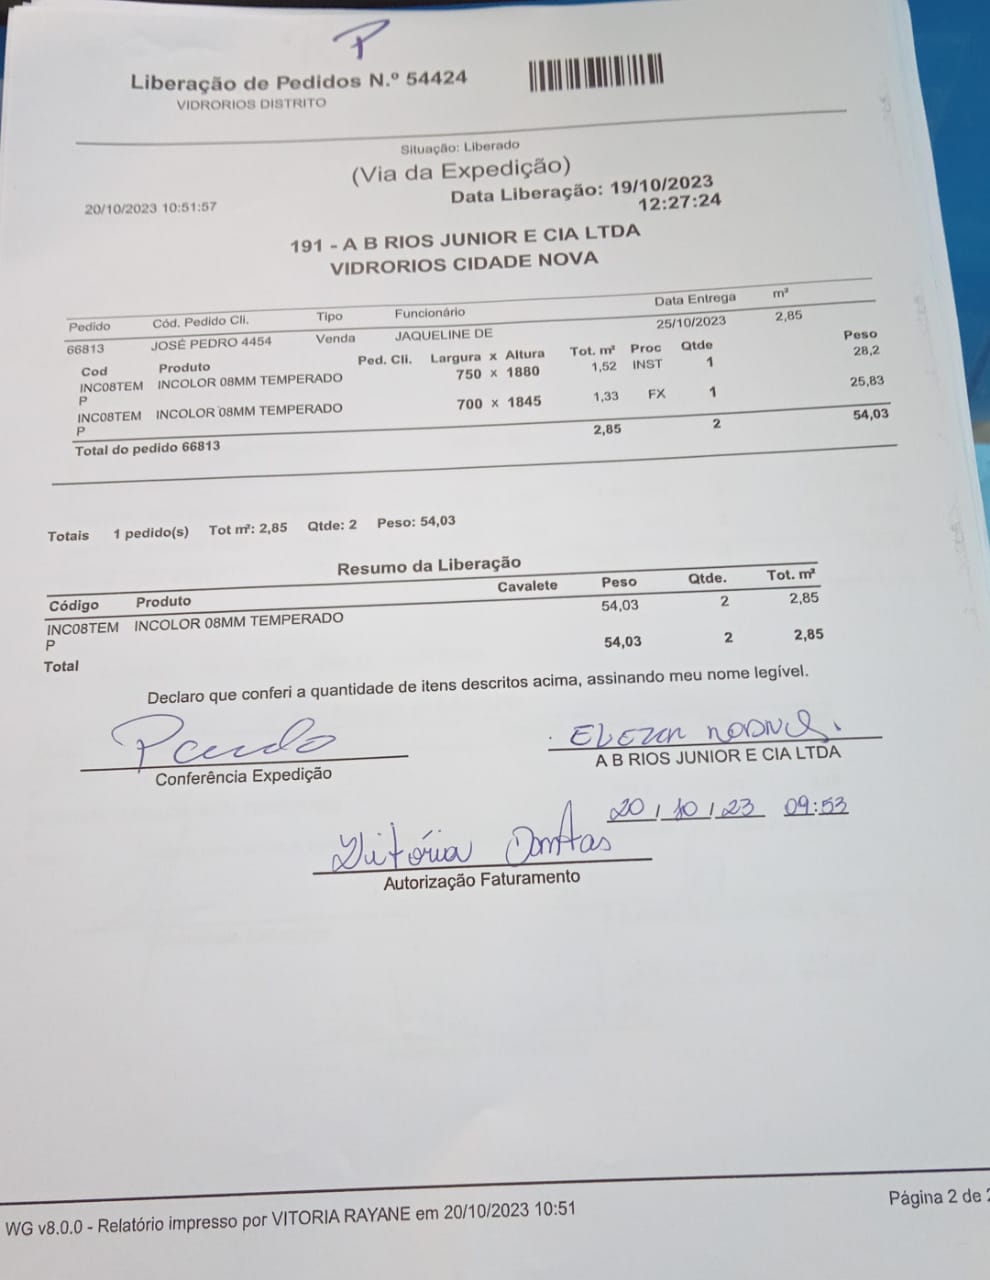 P
Liberação de Pedidos N.º 54424
VIDRORIOS DISTRITO
Situação: Liberado
(Via da Expedição)
20/10/2023 10:51:57
Data Liberação: 19/10/2023
12:27:24
191 - A B RIOS JUNIOR E CIA LTDA
VIDRORIOS CIDADE NOVA
Pedido Cód. Pedido Cli. Tipo Funcionário Data Entrega m²
66813 JOSÉ PEDRO 4454 Venda JAQUELINE DE 25/10/2023 2,85
Cod Produto Ped. Cli. Largura x Altura Tot. m² Proc Qtde Peso
INC08TEM INCOLOR 08MM TEMPERADO 750 x 1880 1,52 INST 1 28,2
P
INC08TEM INCOLOR 08MM TEMPERADO 700 x 1845 1,33 FX 1 25,83
P
Total do pedido 66813 2,85 2 54,03
Totais 1 pedido(s) Tot m²: 2,85 Qtde: 2 Peso: 54,03
Resumo da Liberação
Código Produto Cavalete Peso Qtde. Tot. m²
INC08TEM INCOLOR 08MM TEMPERADO 54,03 2 2,85
P
Total 54,03 2 2,85
Declaro que conferi a quantidade de itens descritos acima, assinando meu nome legível.
Conferência Expedição
A B RIOS JUNIOR E CIA LTDA
20/10/23 09:53
Vitória Dantas
Autorização Faturamento
WG v8.0.0 - Relatório impresso por VITORIA RAYANE em 20/10/2023 10:51
Página 2 de 2